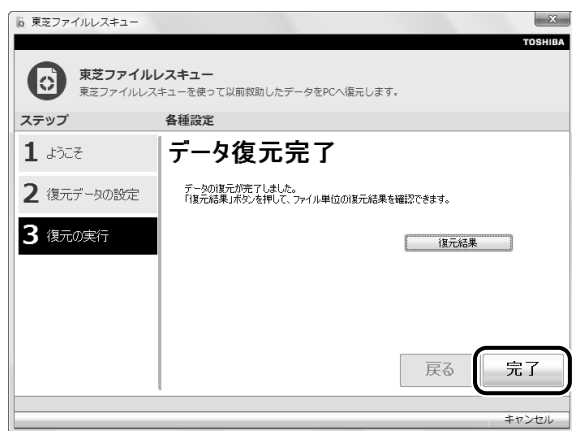 東芝ファイルレスキュー
TOSHIBA
東芝ファイルレスキュー
東芝ファイルレスキューを使って以前救助したデータをPCへ復元します。
ステップ
各種設定
1 ようこそ
2 復元データの設定
3 復元の実行
データ復元完了
データの復元が完了しました。
「復元結果」ボタンを押して、ファイル単位の復元結果を確認できます。
復元結果
戻る
完了
キャンセル